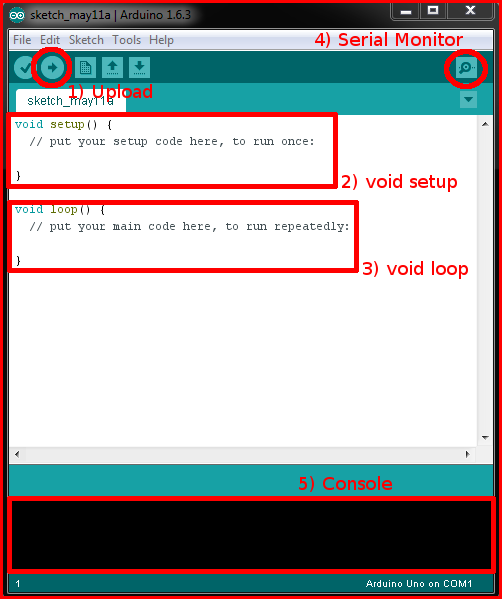 sketch_may11a | Arduino 1.6.3
File Edit Sketch Tools Help
4) Serial Monitor
1) Upload
sketch_may11a
void setup() {
// put your setup code here, to run once:
}
2) void setup
void loop() {
// put your main code here, to run repeatedly:
}
3) void loop
5) Console
1
Arduino Uno on COM1